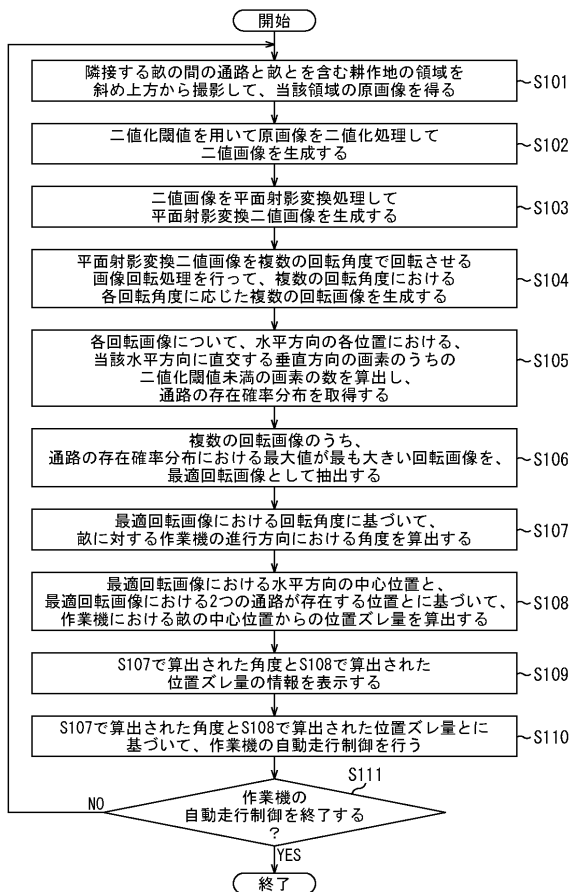 開始
隣接する畝の間の通路と畝とを含む耕作地の領域を
斜め上方から撮影して、当該領域の原画像を得る
S101
二値化閾値を用いて原画像を二値化処理して
二値画像を生成する
S102
二値画像を平面射影変換処理して
平面射影変換二値画像を生成する
S103
平面射影変換二値画像を複数の回転角度で回転させる
画像回転処理を行って、複数の回転角度における
各回転角度に応じた複数の回転画像を生成する
S104
各回転画像について、水平方向の各位置における、
当該水平方向に直交する垂直方向の画素のうちの
二値化閾値未満の画素の数を算出し、
通路の存在確率分布を取得する
S105
複数の回転画像のうち、
通路の存在確率分布における最大値が最も大きい回転画像を、
最適回転画像として抽出する
S106
最適回転画像における回転角度に基づいて、
畝に対する作業機の進行方向における角度を算出する
S107
最適回転画像における水平方向の中心位置と、
最適回転画像における2つの通路が存在する位置とに基づいて、
作業機における畝の中心位置からの位置ズレ量を算出する
S108
S107で算出された角度とS108で算出された
位置ズレ量の情報を表示する
S109
S107で算出された角度とS108で算出された位置ズレ量とに
基づいて、作業機の自動走行制御を行う
S110
S111
作業機の
自動走行制御を終了する
?
NO
YES
終了